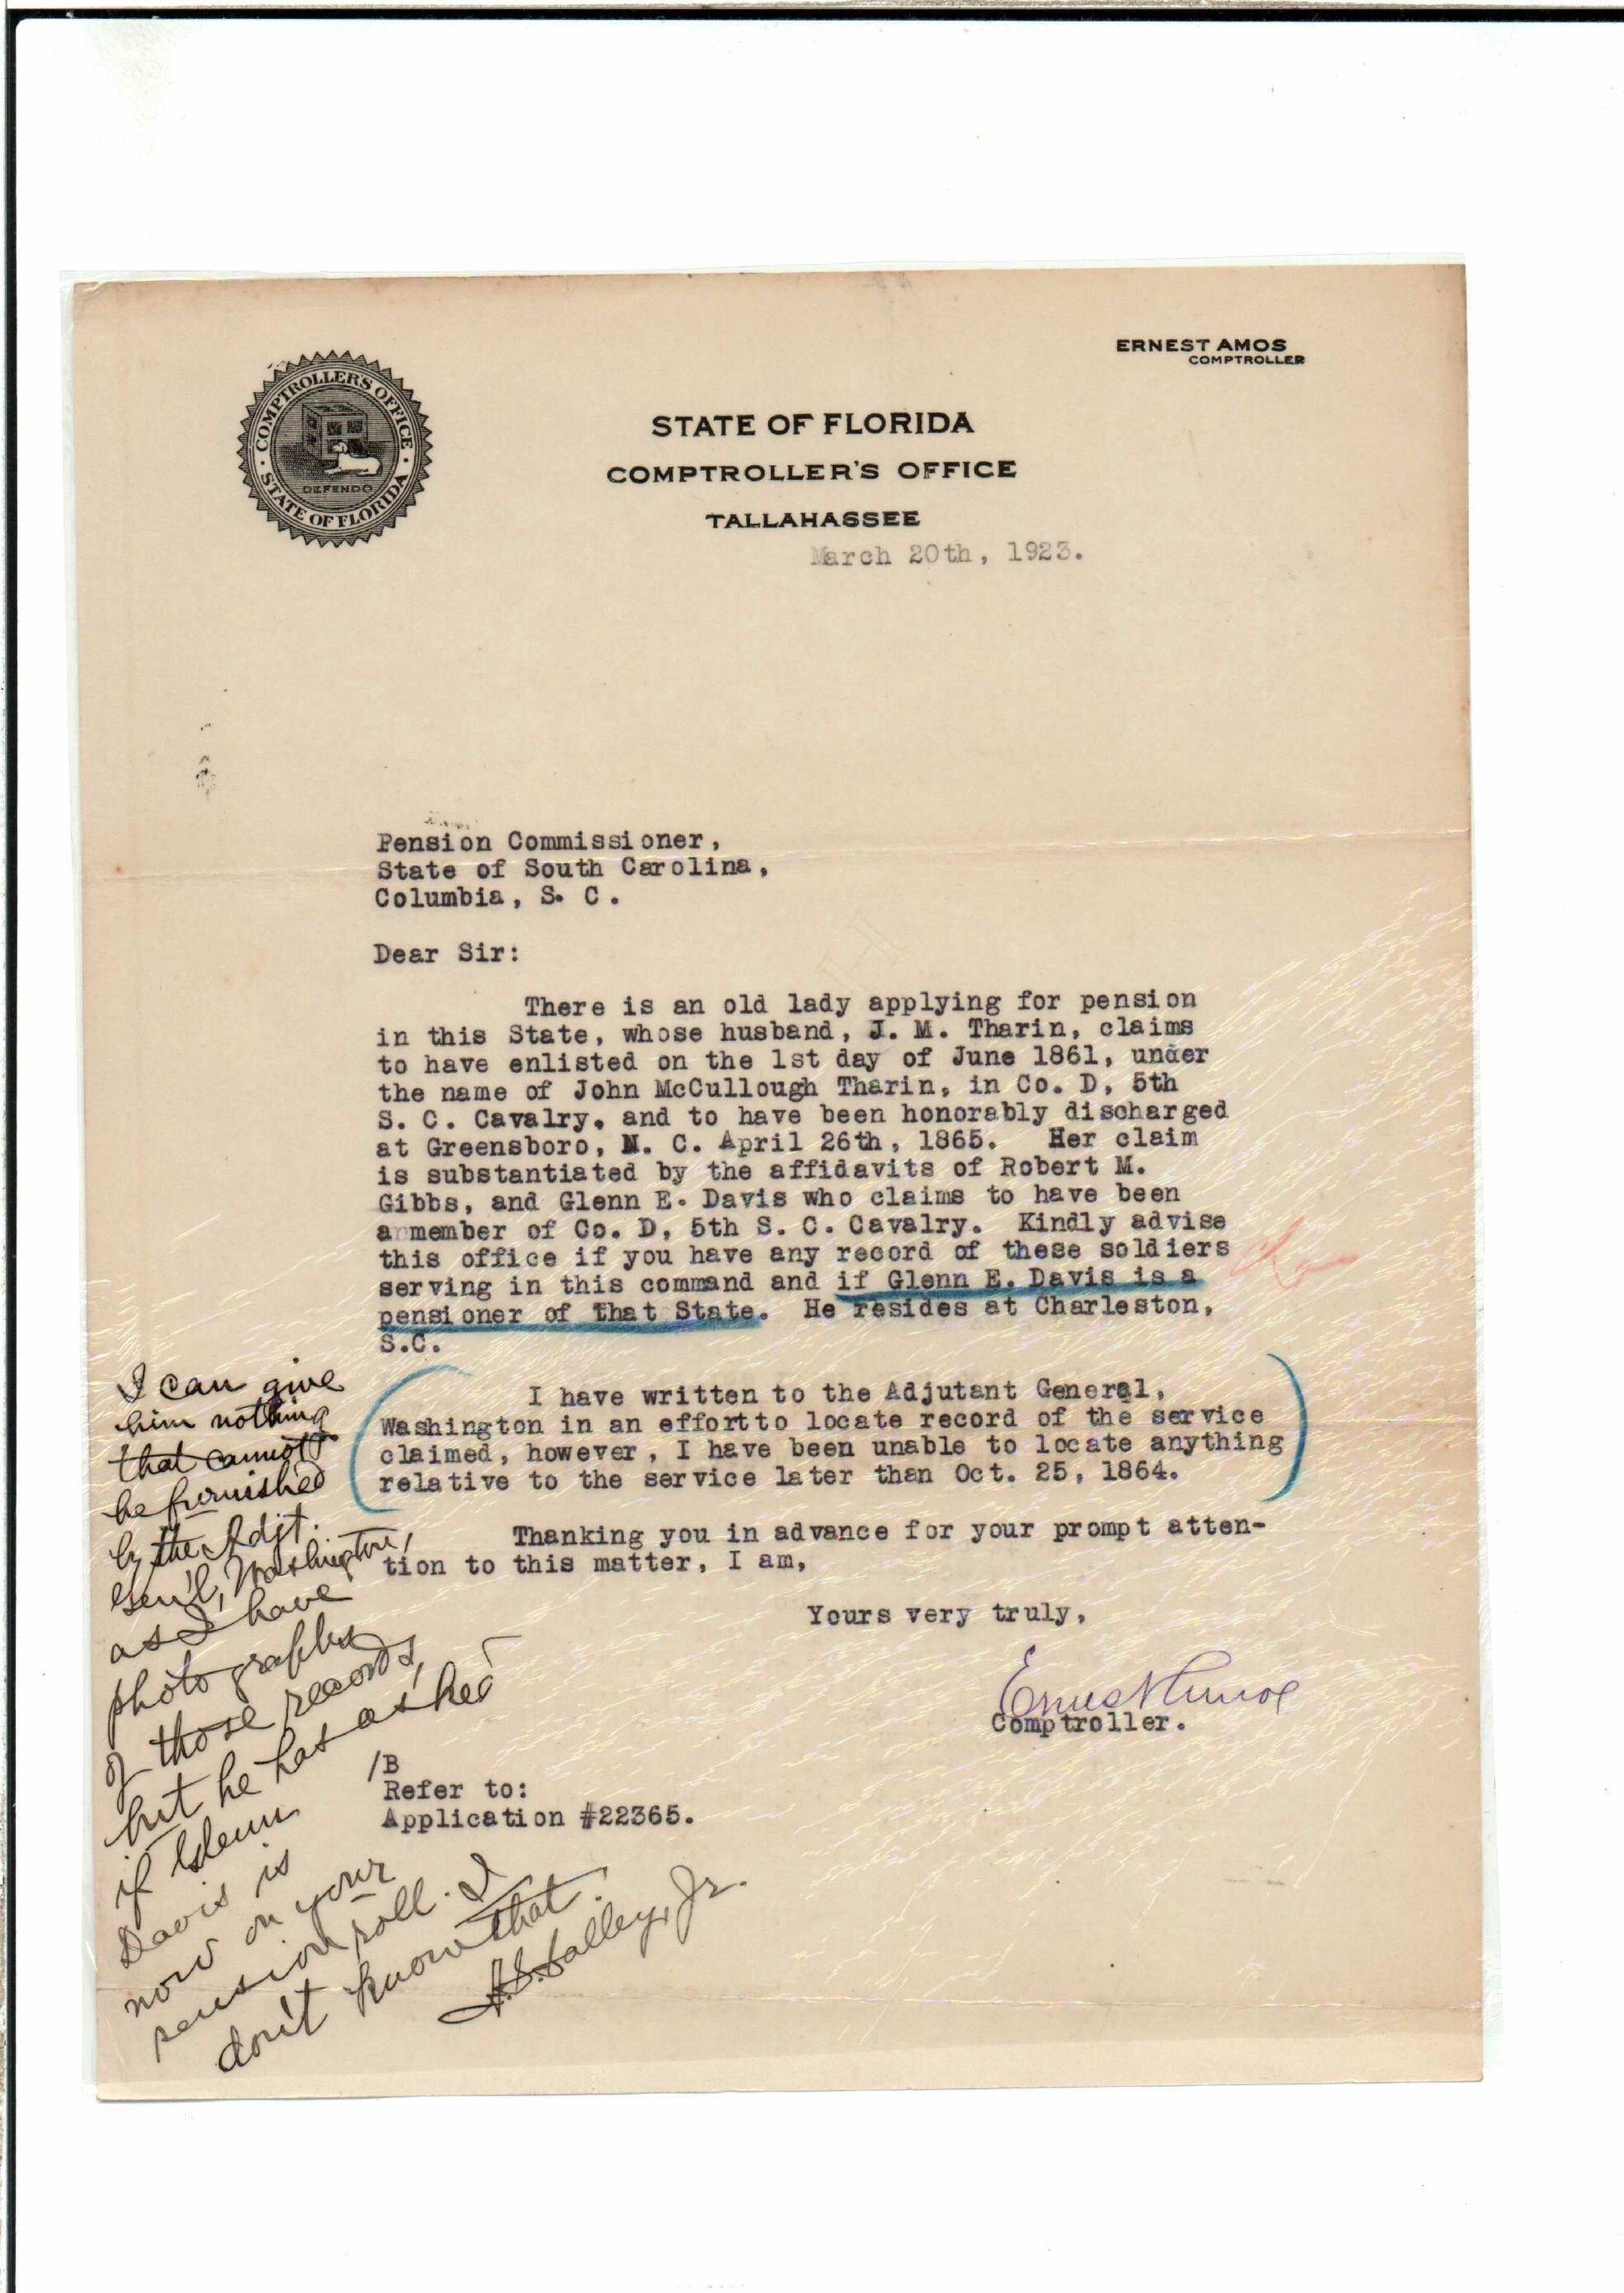 ERNEST AMOS
COMPTROLLER
COMPTROLLER'S OFFICE
DEFENDO
STATE OF FLORIDA
STATE OF FLORIDA
COMPTROLLER'S OFFICE
TALLAHASSEE
March 20th, 1923.
Pension Commissioner,
State of South Carolina,
Columbia, S. C.
Dear Sir:
There is an old lady applying for pension
in this State, whose husband, J. M. Tharin, claims
to have enlisted on the 1st day of June 1861, under
the name of John McCullough Tharin, in Co. D, 5th
S. C. Cavalry, and to have been honorably discharged
at Greensboro, N. C. April 26th, 1865. Her claim
is substantiated by the affidavits of Robert M.
Gibbs, and Glenn E. Davis who claims to have been
a member of Co. D, 5th S. C. Cavalry. Kindly advise
this office if you have any record of these soldiers
serving in this command and if Glenn E. Davis is a
pensioner of that State. He resides at Charleston,
S.C.
I have written to the Adjutant General,
Washington in an effort to locate record of the service
claimed, however, I have been unable to locate anything
relative to the service later than Oct. 25, 1864.
Thanking you in advance for your prompt atten-
tion to this matter, I am,
Yours very truly,
Ernest Amos
Comptroller.
/B
Refer to:
Application #22365.
I can give
him nothing
that cannot
be furnished
by the Adjt.
Gen'l, Washington,
as I have
photographs
of those records,
but he has asked
if Glenn
Davis is
now on your
pension roll. I
don't know that.
A. S. Salley, Jr.